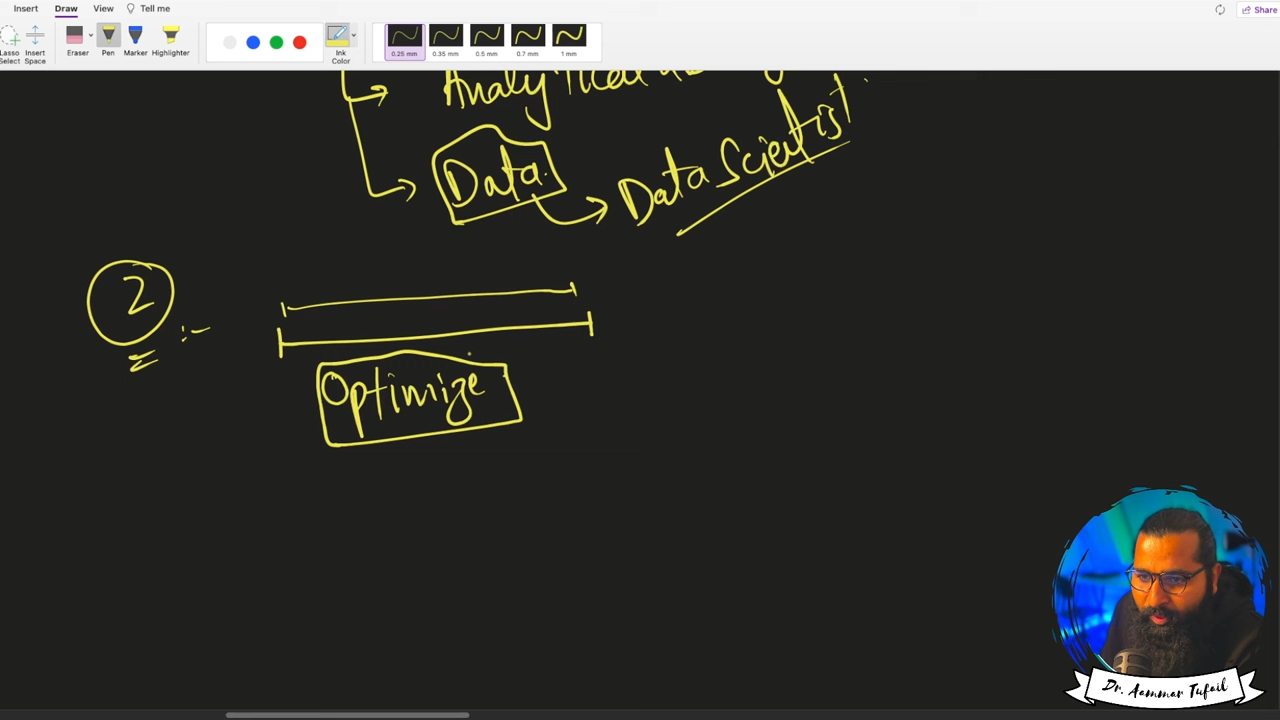 Insert Draw View Tell me
Share
Lasso Select
Insert Space
Eraser
Pen
Marker
Highlighter
Ink Color
0.25 mm
0.35 mm
0.5 mm
0.7 mm
1 mm
Analytical
Data
Data Scientist
2 :-
Optimize
Dr. Aammar Tufail